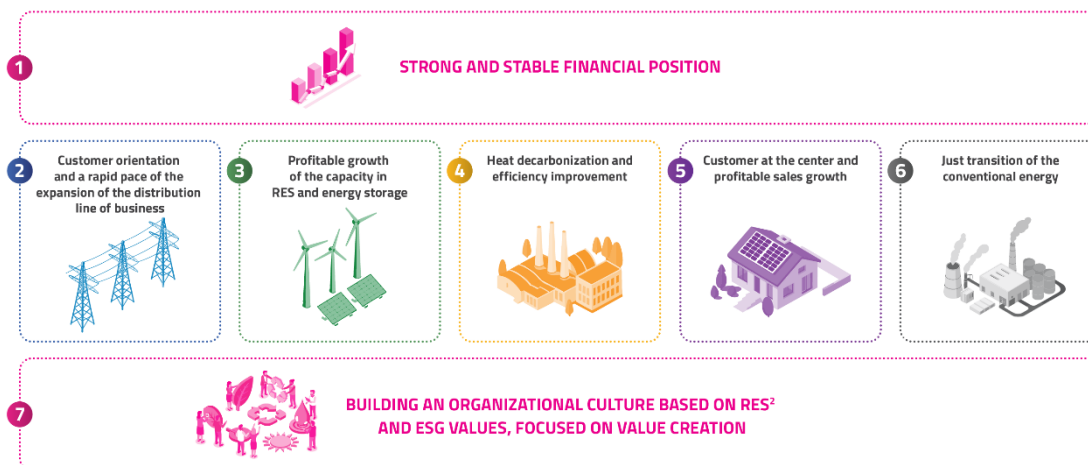 1
STRONG AND STABLE FINANCIAL POSITION
2
Customer orientation
and a rapid pace of the
expansion of the distribution
line of business
3
Profitable growth
of the capacity in
RES and energy storage
4
Heat decarbonization and
efficiency improvement
5
Customer at the center and
profitable sales growth
6
Just transition of the
conventional energy
7
BUILDING AN ORGANIZATIONAL CULTURE BASED ON RES²
AND ESG VALUES, FOCUSED ON VALUE CREATION